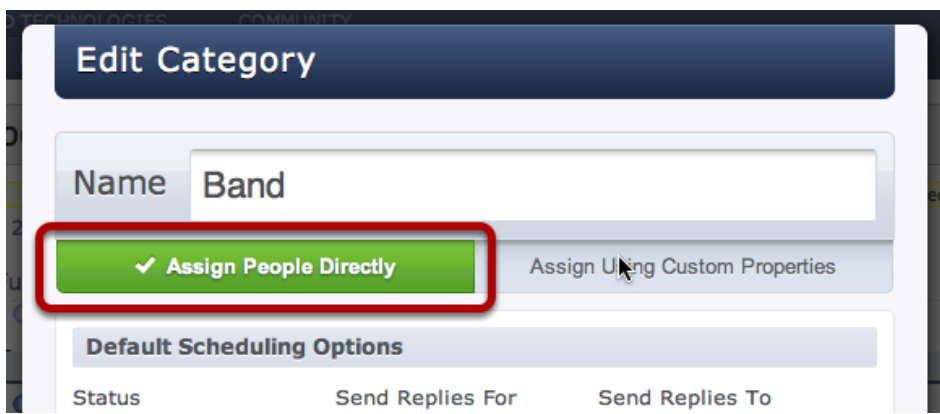 TECHNOLOGIES COMMUNITY
Edit Category
Name Band
✔ Assign People Directly Assign Using Custom Properties
Default Scheduling Options
Status Send Replies For Send Replies To